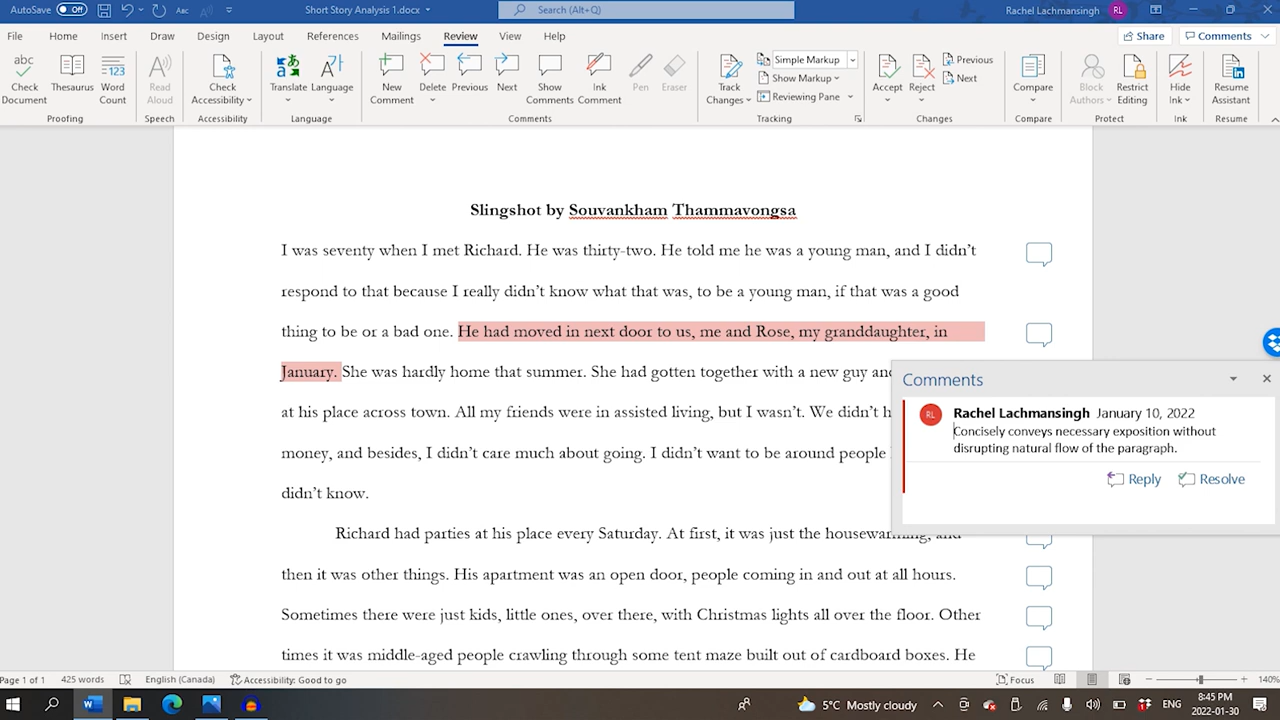 AutoSave Off Short Story Analysis 1.docx Search (Alt+Q) Rachel Lachmansingh RL
File Home Insert Draw Design Layout References Mailings Review View Help Share Comments
abc Check Document Thesaurus 123 Word Count Read Aloud Check Accessibility Translate Language New Comment Delete Previous Next Show Comments Ink Comment Pen Eraser Track Changes Simple Markup Show Markup Reviewing Pane Accept Reject Previous Next Compare Block Authors Restrict Editing Hide Ink Resume Assistant
Proofing Speech Accessibility Language Comments Tracking Changes Compare Protect Ink Resume
Slingshot by Souvankham Thammavongsa
I was seventy when I met Richard. He was thirty-two. He told me he was a young man, and I didn’t
respond to that because I really didn’t know what that was, to be a young man, if that was a good
thing to be or a bad one. He had moved in next door to us, me and Rose, my granddaughter, in
January. She was hardly home that summer. She had gotten together with a new guy
at his place across town. All my friends were in assisted living, but I wasn’t. We didn’t
money, and besides, I didn’t care much about going. I didn’t want to be around people
didn’t know.
Richard had parties at his place every Saturday. At first, it was just the housewarming, and
then it was other things. His apartment was an open door, people coming in and out at all hours.
Sometimes there were just kids, little ones, over there, with Christmas lights all over the floor. Other
times it was middle-aged people crawling through some tent maze built out of cardboard boxes. He
Comments
RL Rachel Lachmansingh January 10, 2022
Concisely conveys necessary exposition without
disrupting natural flow of the paragraph.
Reply Resolve
Page 1 of 1 425 words English (Canada) Accessibility: Good to go Focus 140%
5°C Mostly cloudy ENG 8:45 PM
2022-01-30